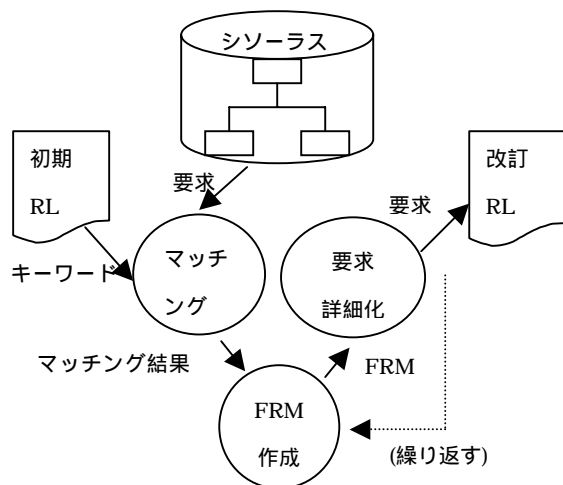 シソーラス
初期
RL
改訂
RL
要求
要求
キーワード
マッチ
ング
要求
詳細化
マッチング結果
FRM
FRM
作成
(繰り返す)